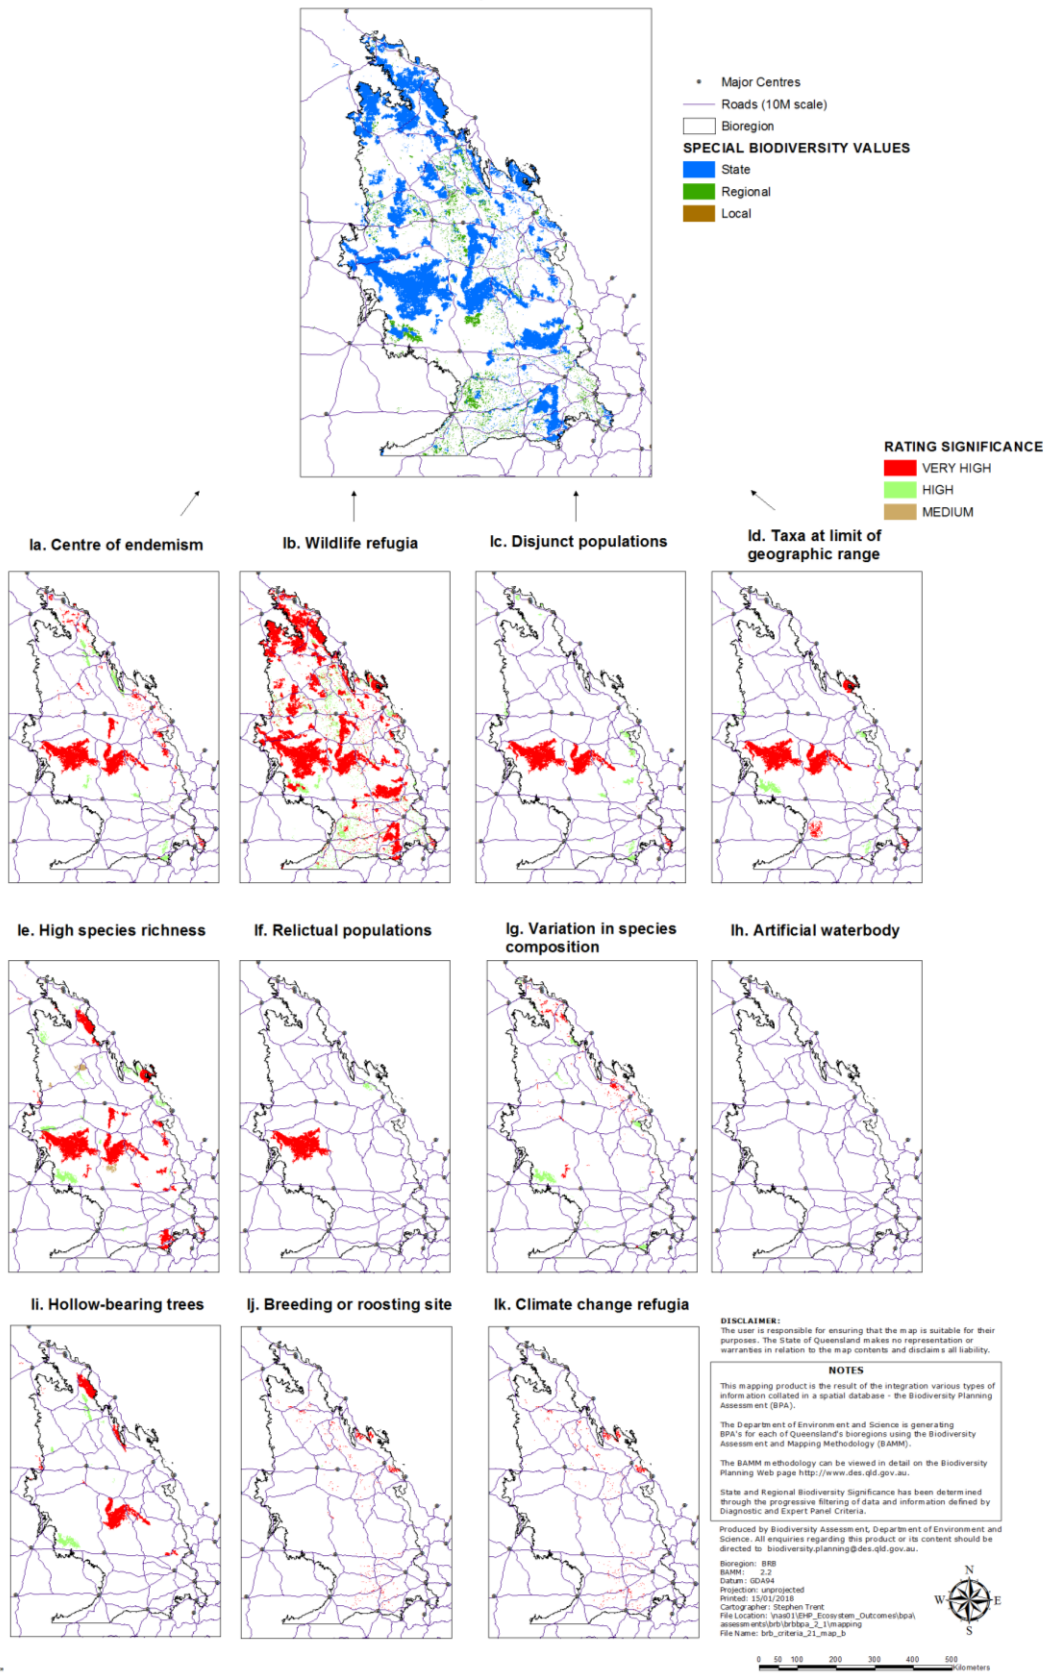 Major Centres
Roads (10M scale)
Bioregion
SPECIAL BIODIVERSITY VALUES
State
Regional
Local
RATING SIGNIFICANCE
VERY HIGH
HIGH
MEDIUM
Ia. Centre of endemism
Ib. Wildlife refugia
Ic. Disjunct populations
Id. Taxa at limit of
geographic range
Ie. High species richness
If. Relictual populations
Ig. Variation in species
composition
Ih. Artificial waterbody
Ii. Hollow-bearing trees
Ij. Breeding or roosting site
Ik. Climate change refugia
DISCLAIMER:
The user is responsible for ensuring that the map is suitable for their
purposes. The State of Queensland makes no representation or
warranties in relation to the map contents and disclaims all liability.
NOTES
This mapping product is the result of the integration various types of
information collated in a spatial database - the Biodiversity Planning
Assessment (BPA).
The Department of Environment and Science is generating
BPA's for each of Queensland's bioregions using the Biodiversity
Assessment and Mapping Methodology (BAMM).
The BAMM methodology can be viewed in detail on the Biodiversity
Planning Web page http://www.des.qld.gov.au.
State and Regional Biodiversity Significance has been determined
through the progressive filtering of data and information defined by
Diagnostic and Expert Panel Criteria.
Produced by Biodiversity Assessment, Department of Environment and
Science. All enquiries regarding this product or its content should be
directed to biodiversity.planning@des.qld.gov.au.
Bioregion: BRB
BAMM: 2.2
Datum: GDA94
Projection: unprojected
Printed: 15/01/2018
Cartographer: Stephen Trent
File Location: \nas01\EHP_Ecosystem_Outcomes\bpa\
assessments\brb\brbbpa_2_1\mapping
File Name: brb_criteria_21_map_b
N
W E
S
0 50 100 200 300 400 500
Kilometers